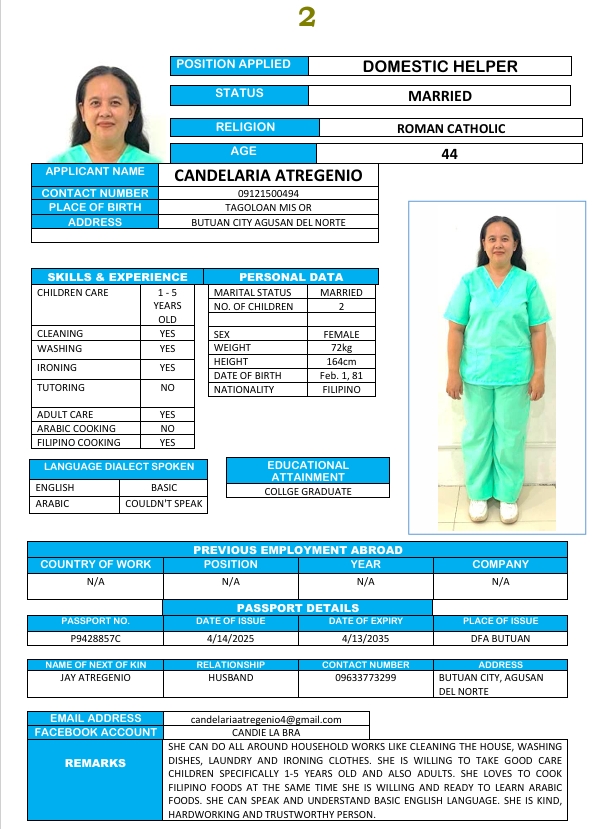 2
POSITION APPLIED DOMESTIC HELPER
STATUS MARRIED
RELIGION ROMAN CATHOLIC
AGE 44
APPLICANT NAME CANDELARIA ATREGENIO
CONTACT NUMBER 09121500494
PLACE OF BIRTH TAGOLOAN MIS OR
ADDRESS BUTUAN CITY AGUSAN DEL NORTE
SKILLS & EXPERIENCE
CHILDREN CARE 1 - 5
YEARS
OLD
CLEANING YES
WASHING YES
IRONING YES
TUTORING NO
ADULT CARE YES
ARABIC COOKING NO
FILIPINO COOKING YES
PERSONAL DATA
MARITAL STATUS MARRIED
NO. OF CHILDREN 2
SEX FEMALE
WEIGHT 72kg
HEIGHT 164cm
DATE OF BIRTH Feb. 1, 81
NATIONALITY FILIPINO
LANGUAGE DIALECT SPOKEN
ENGLISH BASIC
ARABIC COULDN'T SPEAK
EDUCATIONAL
ATTAINMENT
COLLGE GRADUATE
PREVIOUS EMPLOYMENT ABROAD
COUNTRY OF WORK POSITION YEAR COMPANY
N/A N/A N/A N/A
PASSPORT DETAILS
PASSPORT NO. DATE OF ISSUE DATE OF EXPIRY PLACE OF ISSUE
P9428857C 4/14/2025 4/13/2035 DFA BUTUAN
NAME OF NEXT OF KIN RELATIONSHIP CONTACT NUMBER ADDRESS
JAY ATREGENIO HUSBAND 09633773299 BUTUAN CITY, AGUSAN
DEL NORTE
EMAIL ADDRESS candelariaatregenio4@gmail.com
FACEBOOK ACCOUNT CANDIE LA BRA
REMARKS
SHE CAN DO ALL AROUND HOUSEHOLD WORKS LIKE CLEANING THE HOUSE, WASHING
DISHES, LAUNDRY AND IRONING CLOTHES. SHE IS WILLING TO TAKE GOOD CARE
CHILDREN SPECIFICALLY 1-5 YEARS OLD AND ALSO ADULTS. SHE LOVES TO COOK
FILIPINO FOODS AT THE SAME TIME SHE IS WILLING AND READY TO LEARN ARABIC
FOODS. SHE CAN SPEAK AND UNDERSTAND BASIC ENGLISH LANGUAGE. SHE IS KIND,
HARDWORKING AND TRUSTWORTHY PERSON.